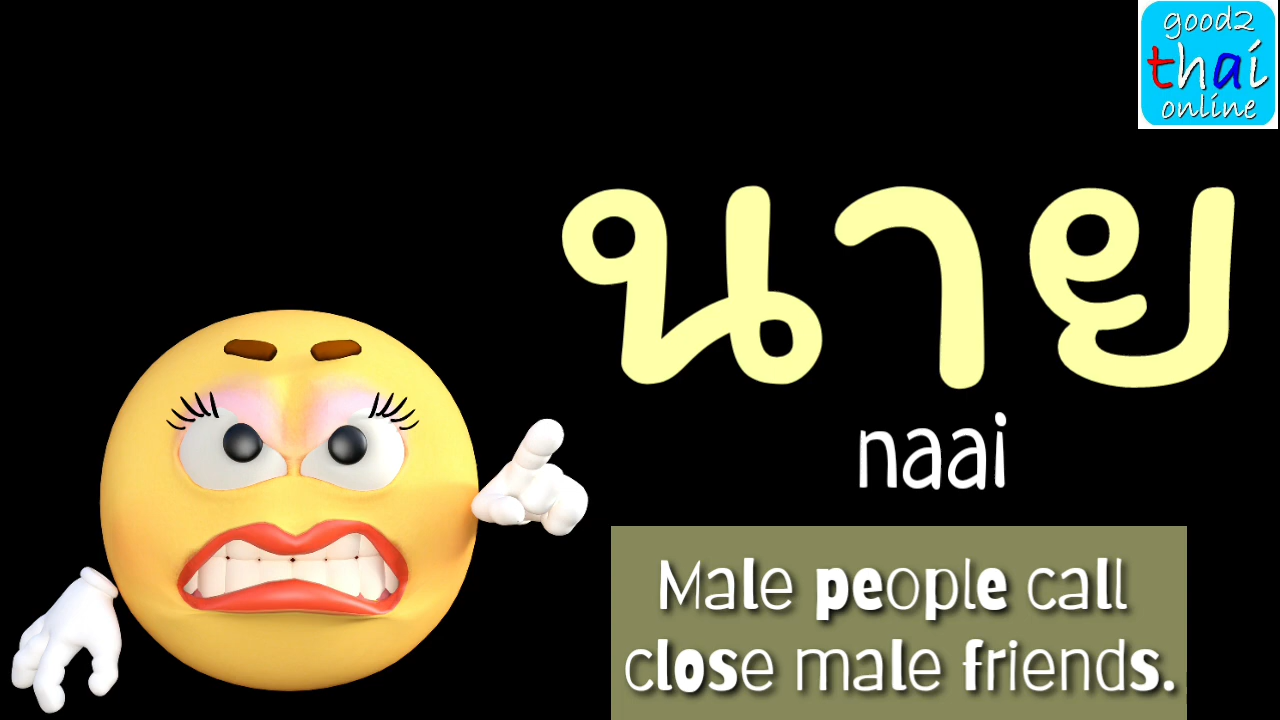 good2
thai
online
นาย
naai
Male people call
close male friends.